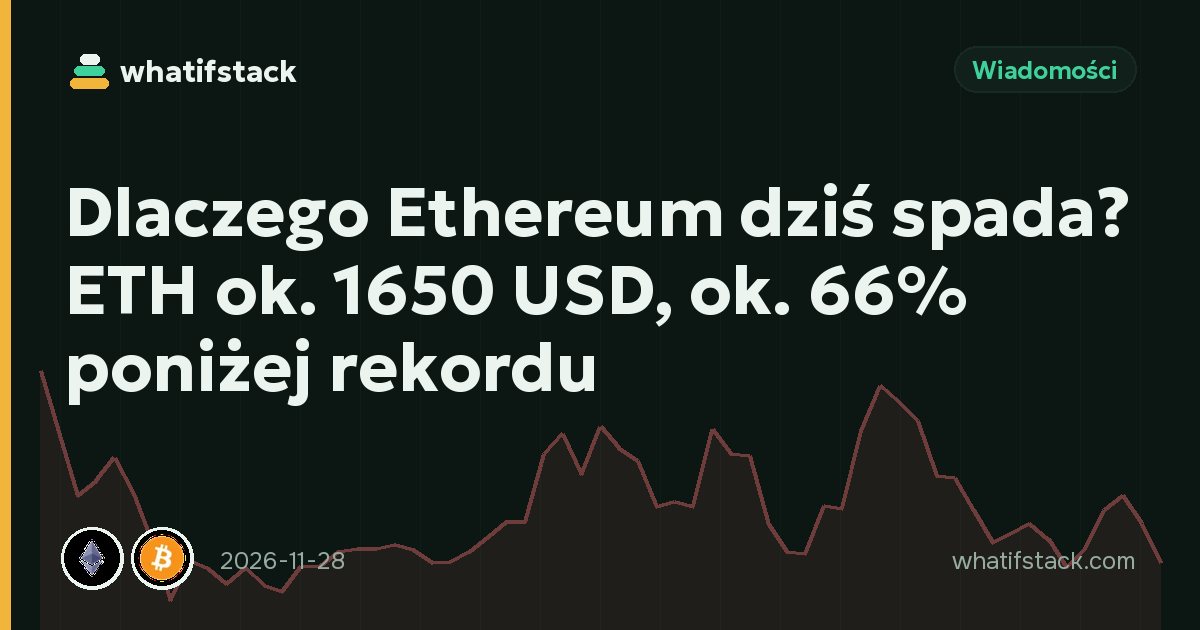 whatifstack
Wiadomości
Dlaczego Ethereum dziś spada?
ETH ok. 1650 USD, ok. 66%
poniżej rekordu
2026-11-28
whatifstack.com